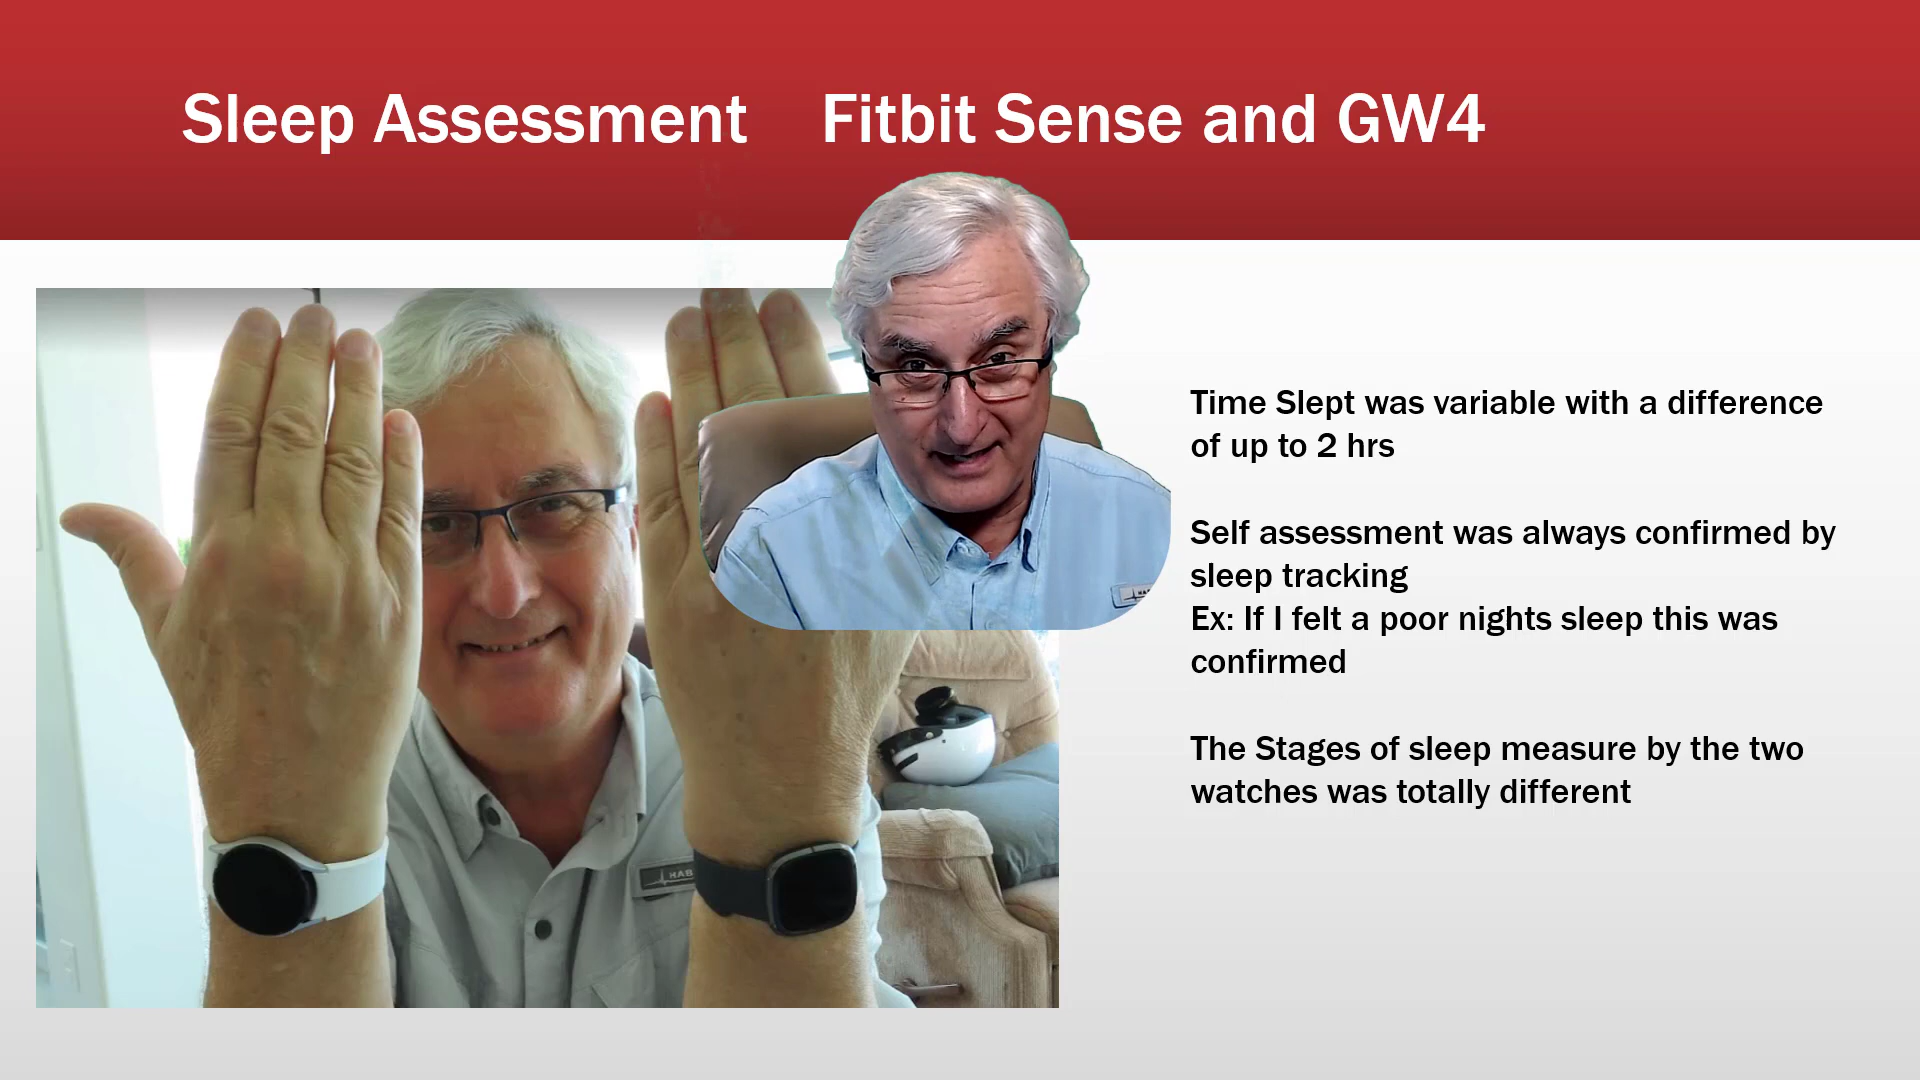 Sleep Assessment Fitbit Sense and GW4
Time Slept was variable with a difference
of up to 2 hrs
Self assessment was always confirmed by
sleep tracking
Ex: If I felt a poor nights sleep this was
confirmed
The Stages of sleep measure by the two
watches was totally different
HAB